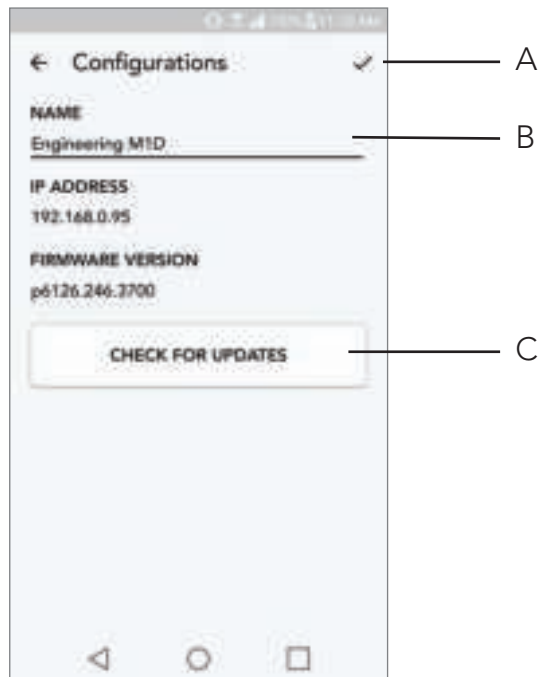 ← Configurations ✓ A
NAME
Engineering M1D B
IP ADDRESS
192.168.0.95
FIRMWARE VERSION
p6126.246.3700
CHECK FOR UPDATES C